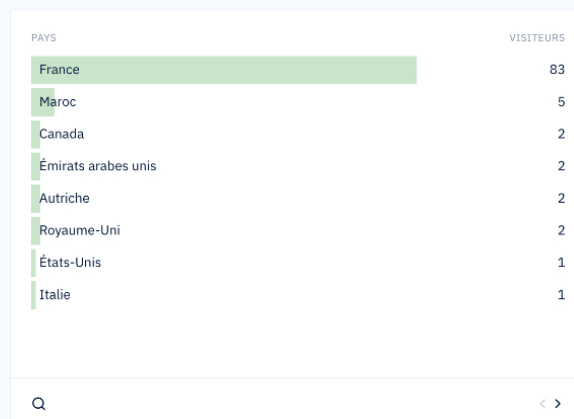 PAYS VISITEURS
France 83
Maroc 5
Canada 2
Émirats arabes unis 2
Autriche 2
Royaume-Uni 2
États-Unis 1
Italie 1